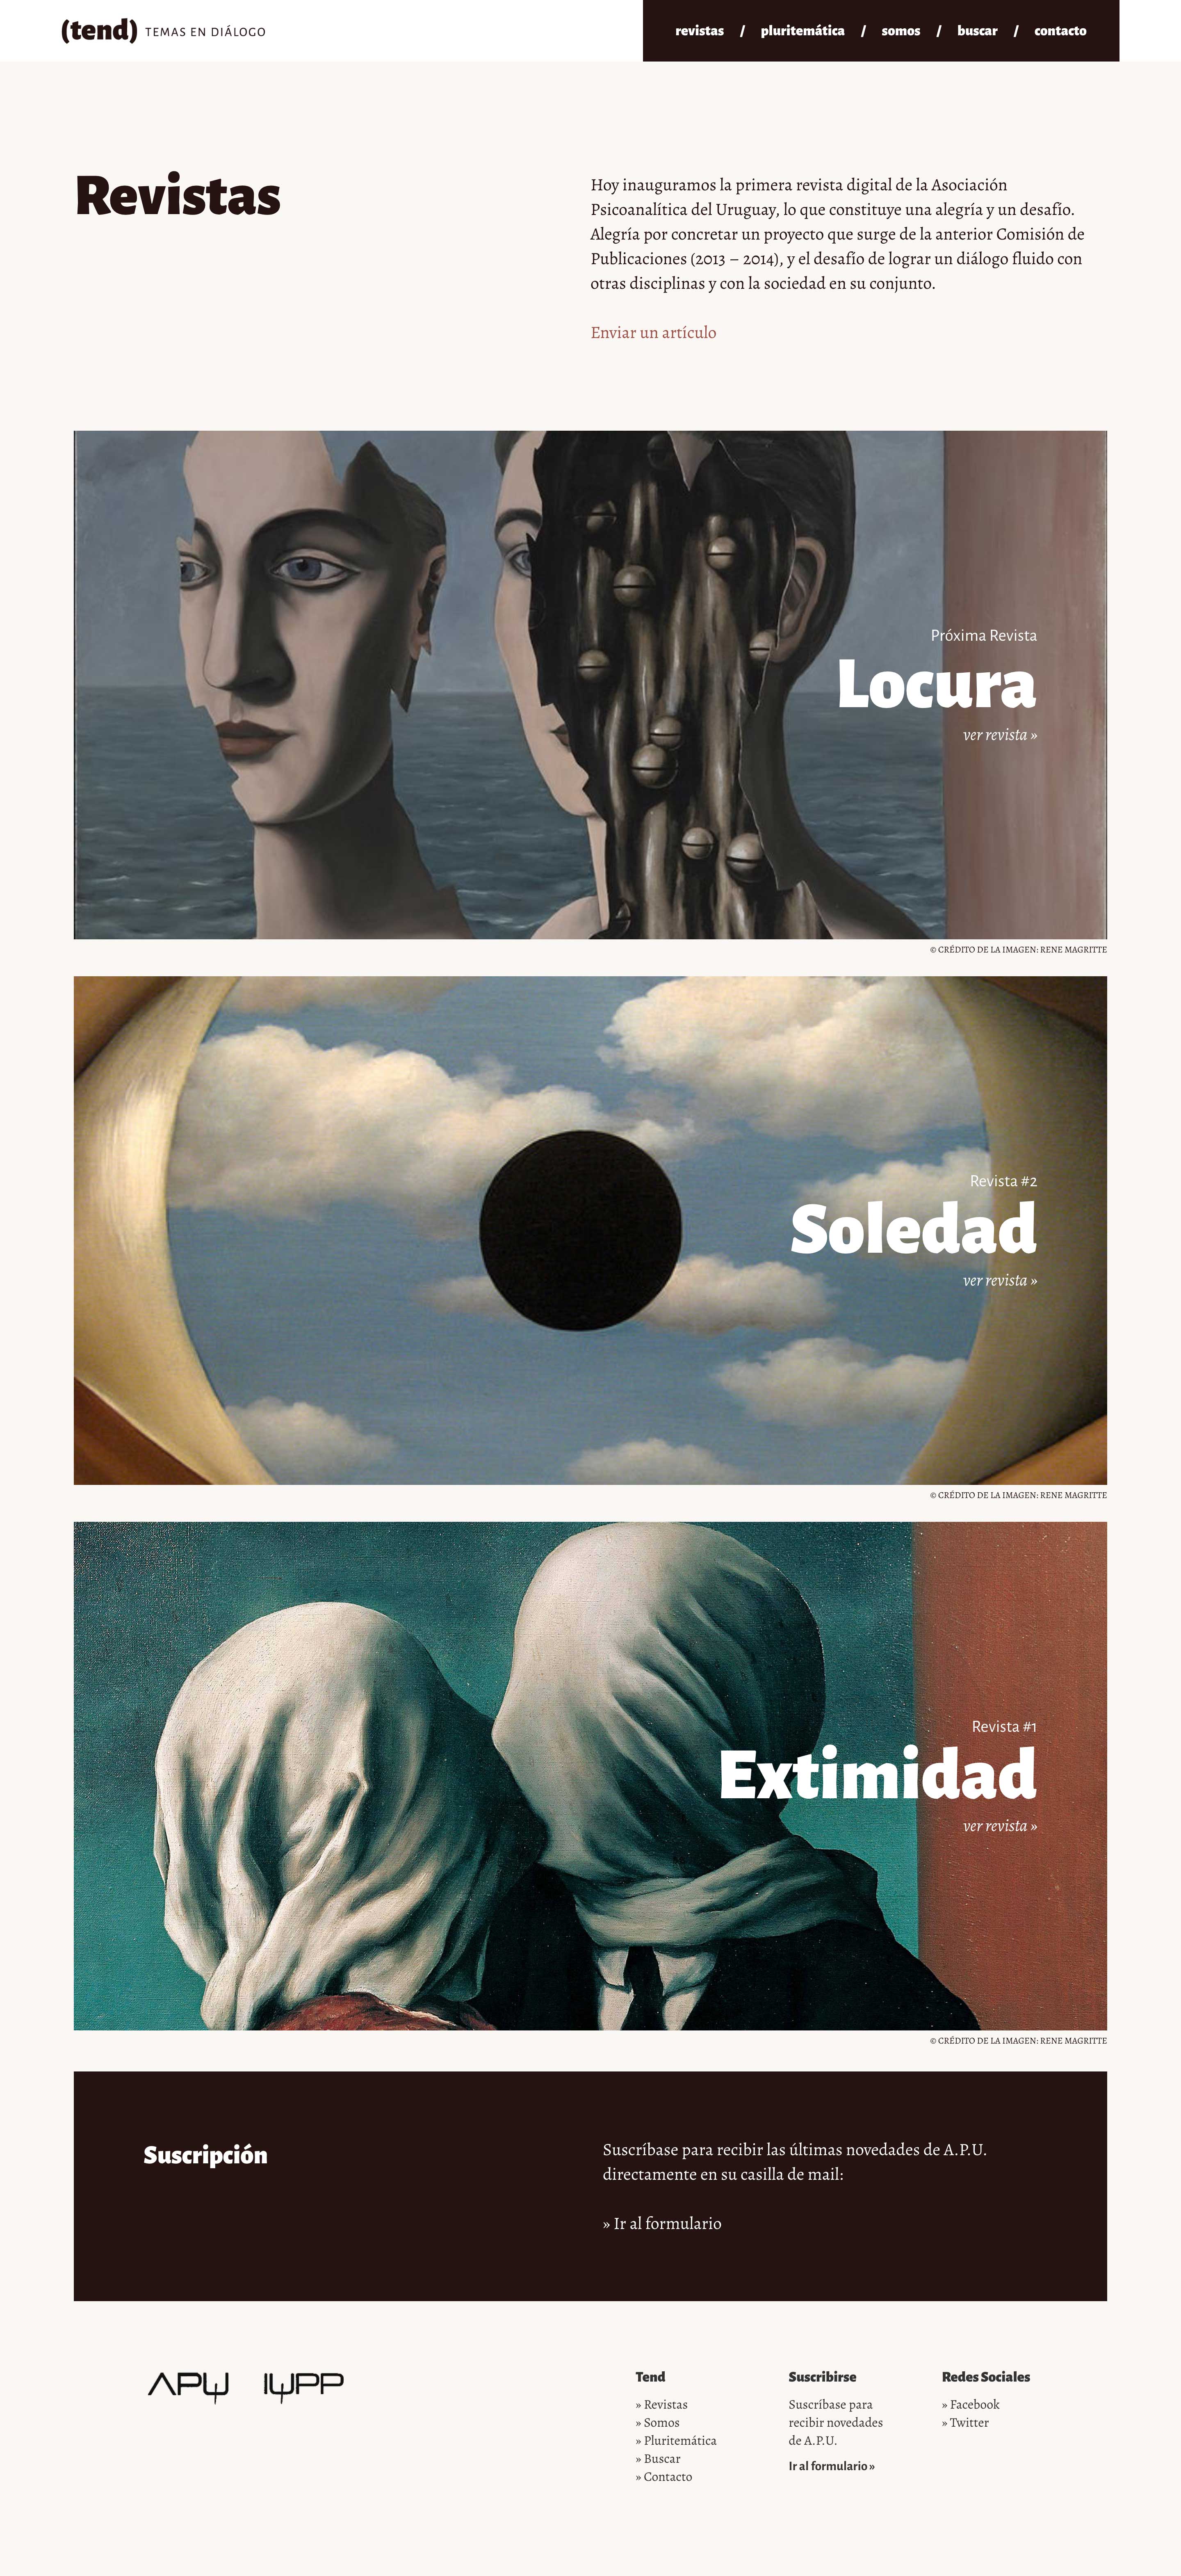 (tend) TEMAS EN DIÁLOGO
revistas / pluritemática / somos / buscar / contacto
Revistas
Hoy inauguramos la primera revista digital de la Asociación
Psicoanalítica del Uruguay, lo que constituye una alegría y un desafío.
Alegría por concretar un proyecto que surge de la anterior Comisión de
Publicaciones (2013 – 2014), y el desafío de lograr un diálogo fluido con
otras disciplinas y con la sociedad en su conjunto.
Enviar un artículo
Próxima Revista
Locura
ver revista »
© CRÉDITO DE LA IMAGEN: RENE MAGRITTE
Revista #2
Soledad
ver revista »
© CRÉDITO DE LA IMAGEN: RENE MAGRITTE
Revista #1
Extimidad
ver revista »
© CRÉDITO DE LA IMAGEN: RENE MAGRITTE
Suscripción
Suscríbase para recibir las últimas novedades de A.P.U.
directamente en su casilla de mail:
» Ir al formulario
APU IUPP
Tend
» Revistas
» Somos
» Pluritemática
» Buscar
» Contacto
Suscribirse
Suscríbase para
recibir novedades
de A.P.U.
Ir al formulario »
Redes Sociales
» Facebook
» Twitter